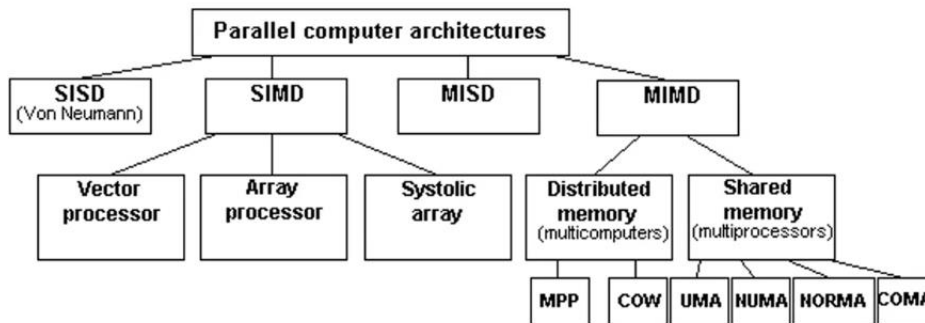 Parallel computer architectures
SISD
(Von Neumann)
SIMD
MISD
MIMD
Vector
processor
Array
processor
Systolic
array
Distributed
memory
(multicomputers)
Shared
memory
(multiprocessors)
MPP
COW
UMA
NUMA
NORMA
COMA